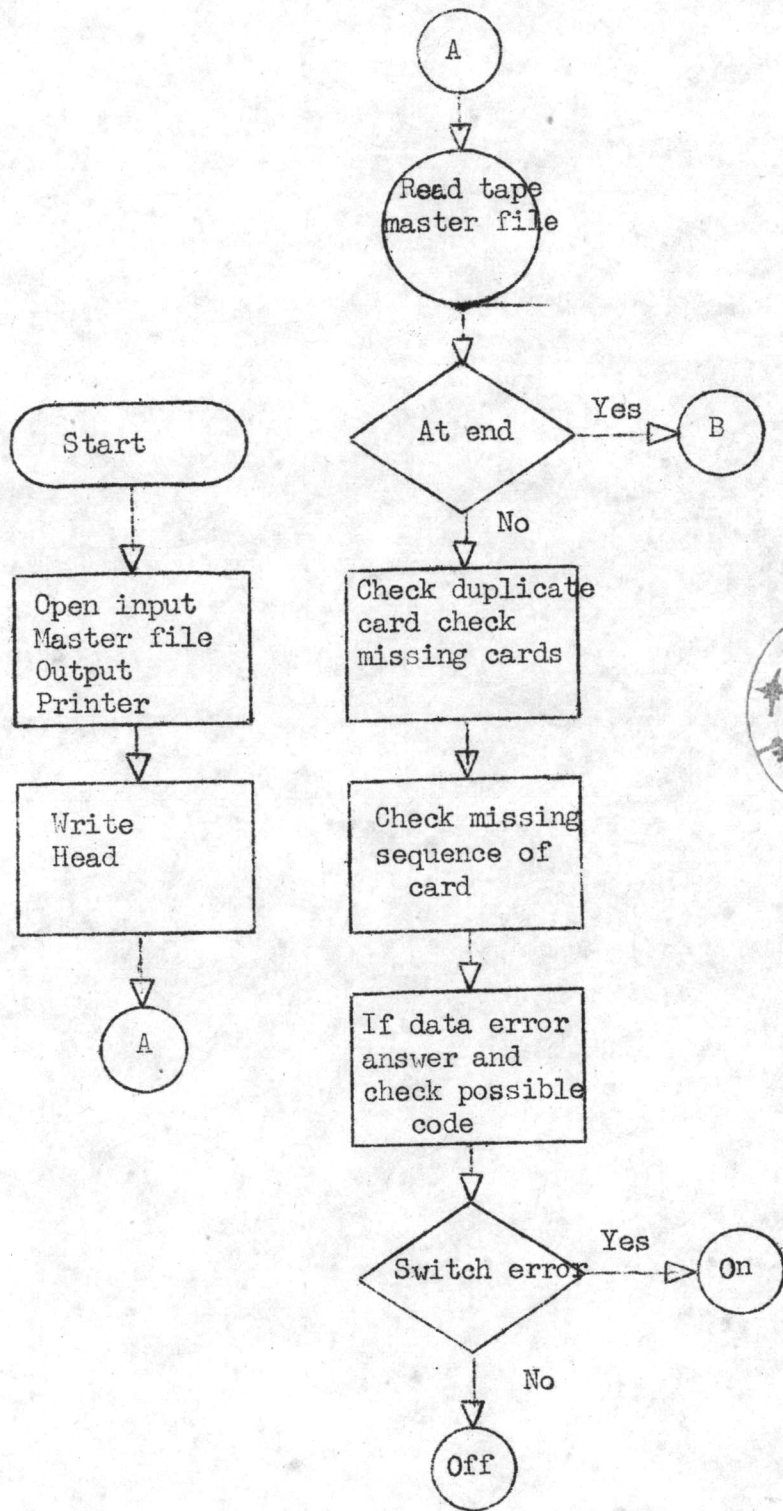 Start
Open input
Master file
Output
Printer
Write
Head
A
A
Read tape
master file
At end
Yes
B
No
Check duplicate
card check
missing cards
Check missing
sequence of
card
If data error
answer and
check possible
code
Switch error
Yes
On
No
Off